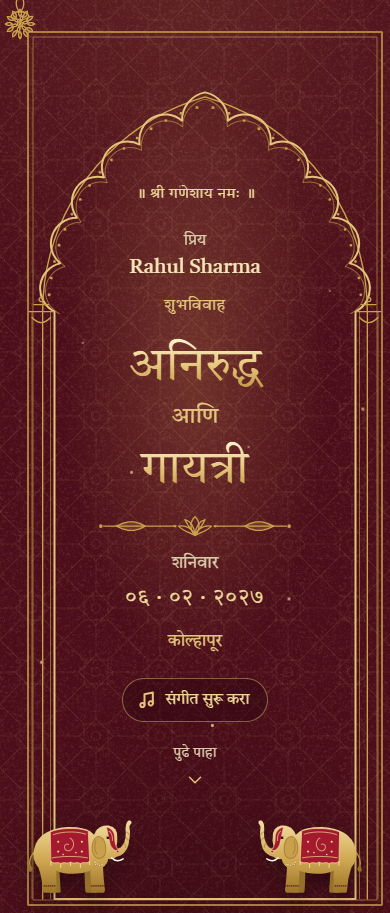 ॥ श्री गणेशाय नमः ॥
प्रिय
Rahul Sharma
शुभविवाह
अनिरुद्ध
आणि
गायत्री
शनिवार
०६ · ०२ · २०२७
कोल्हापूर
संगीत सुरू करा
पुढे पाहा